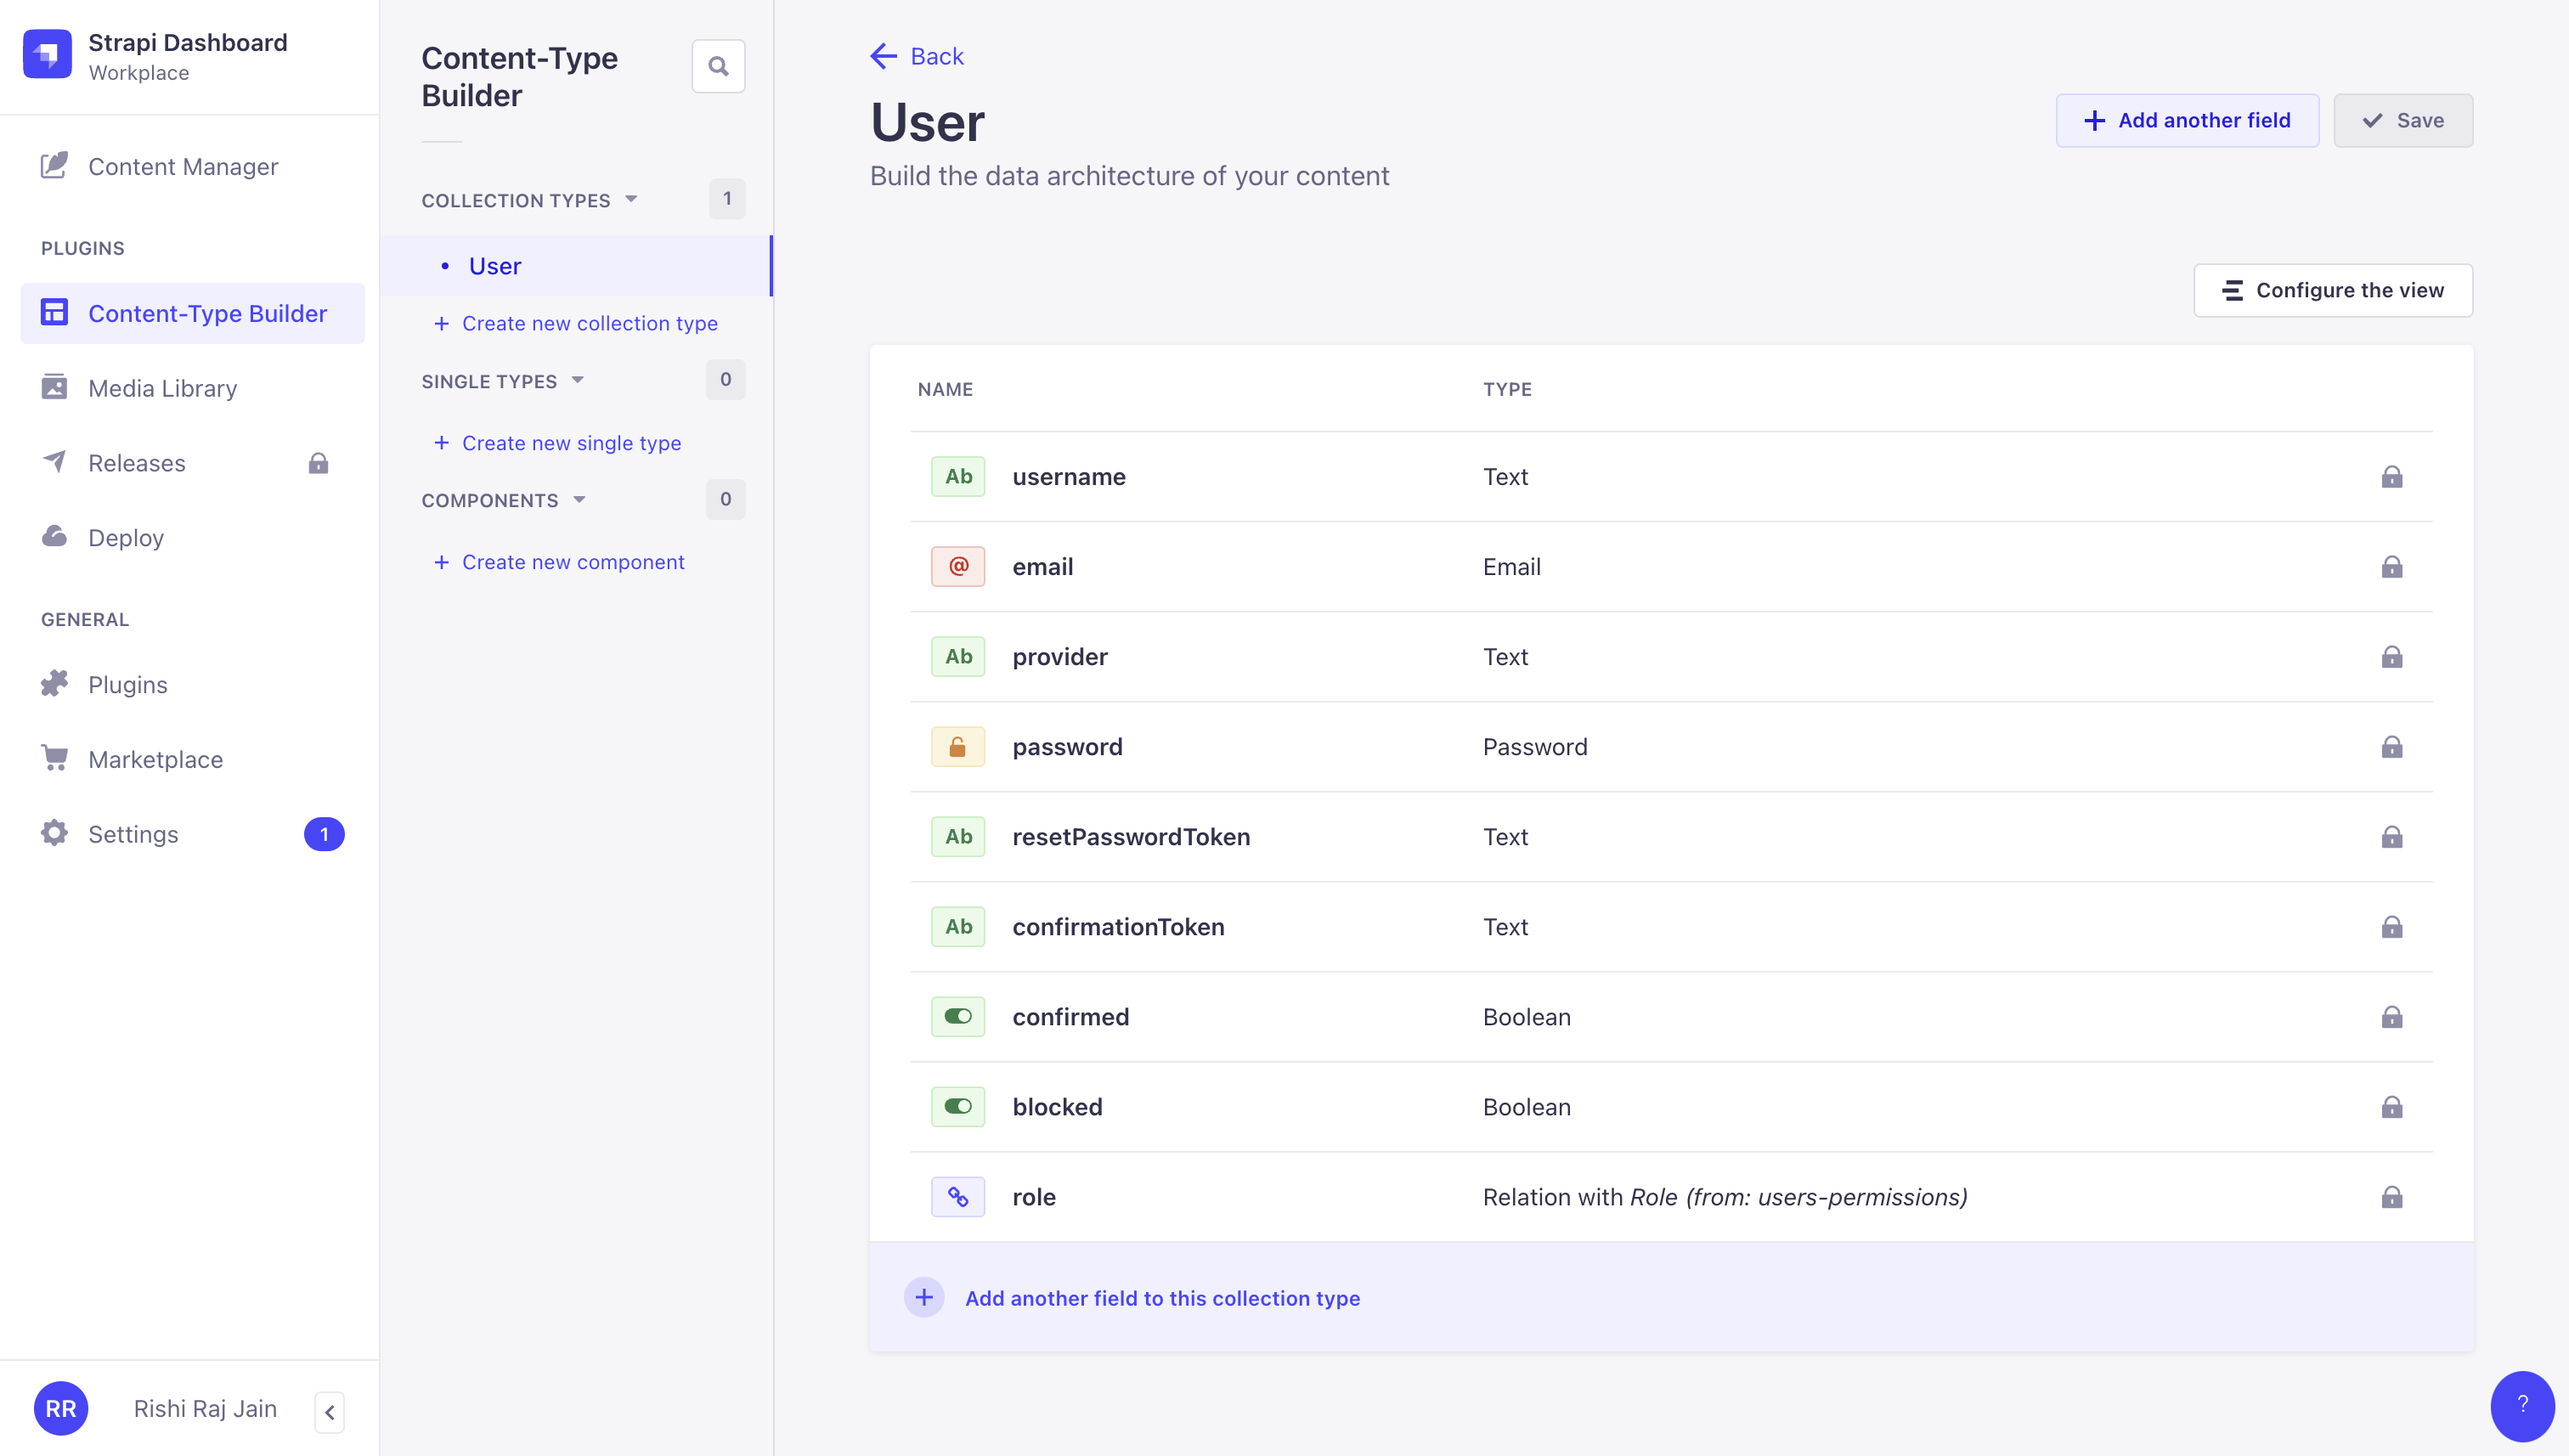 Strapi Dashboard
Workplace
Content Manager
PLUGINS
Content-Type Builder
Media Library
Releases
Deploy
GENERAL
Plugins
Marketplace
Settings
1
RR
Rishi Raj Jain
Content-Type
Builder
COLLECTION TYPES
1
User
Create new collection type
SINGLE TYPES
0
Create new single type
COMPONENTS
0
Create new component
Back
User
Build the data architecture of your content
Add another field
Save
Configure the view
NAME TYPE
Ab username Text
@ email Email
Ab provider Text
password Password
Ab resetPasswordToken Text
Ab confirmationToken Text
confirmed Boolean
blocked Boolean
role Relation with Role (from: users-permissions)
Add another field to this collection type
?